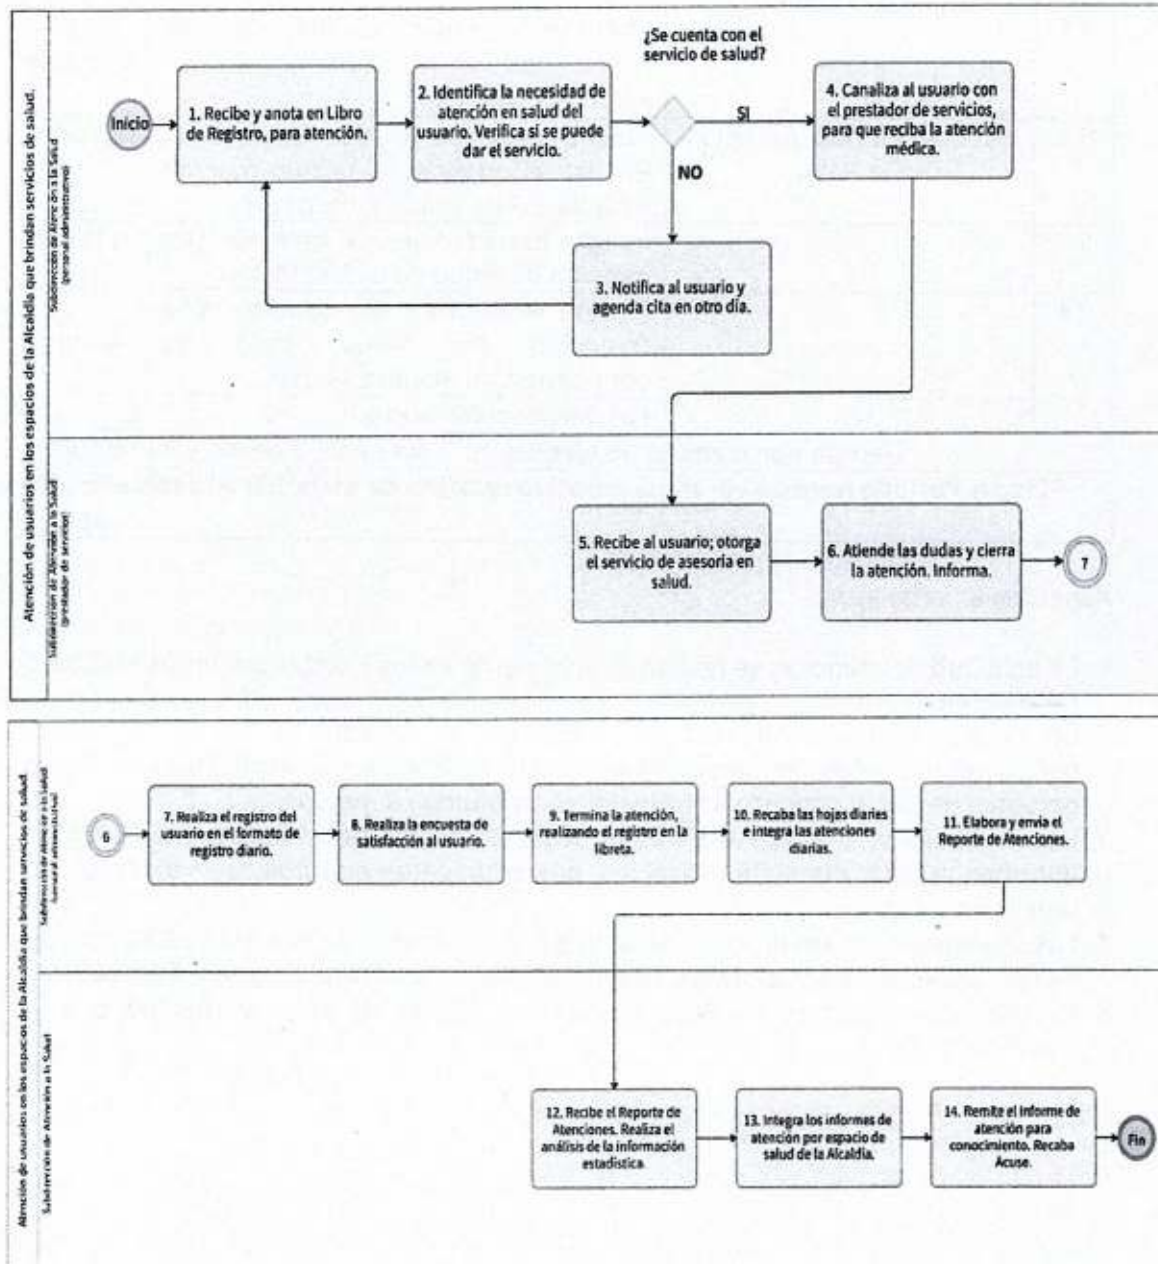 Atención de usuarios en los espacios de la Alcaldía que brindan servicios de salud.
Subdirección de Atención a la Salud
(personal administrativo)
¿Se cuenta con el
servicio de salud?
Inicio
1. Recibe y anota en Libro
de Registro, para atención.
2. Identifica la necesidad de
atención en salud del
usuario. Verifica si se puede
dar el servicio.
SI
NO
4. Canaliza al usuario con
el prestador de servicios,
para que reciba la atención
médica.
3. Notifica al usuario y
agenda cita en otro día.
Subdirección de Atención a la Salud
(prestador de servicios)
5. Recibe al usuario; otorga
el servicio de asesoría en
salud.
6. Atiende las dudas y cierra
la atención. Informa.
7
Atención de usuarios en los espacios de la Alcaldía que brindan servicios de salud.
Subdirección de Atención a la Salud
(personal administrativo)
6
7. Realiza el registro del
usuario en el formato de
registro diario.
8. Realiza la encuesta de
satisfacción al usuario.
9. Termina la atención,
realizando el registro en la
libreta.
10. Recaba las hojas diarias
e integra las atenciones
diarias.
11. Elabora y envía el
Reporte de Atenciones.
Subdirección de Atención a la Salud
12. Recibe el Reporte de
Atenciones. Realiza el
análisis de la información
estadística.
13. Integra los informes de
atención por espacio de
salud de la Alcaldía.
14. Remite el Informe de
atención para
conocimiento. Recaba
Acuse.
Fin